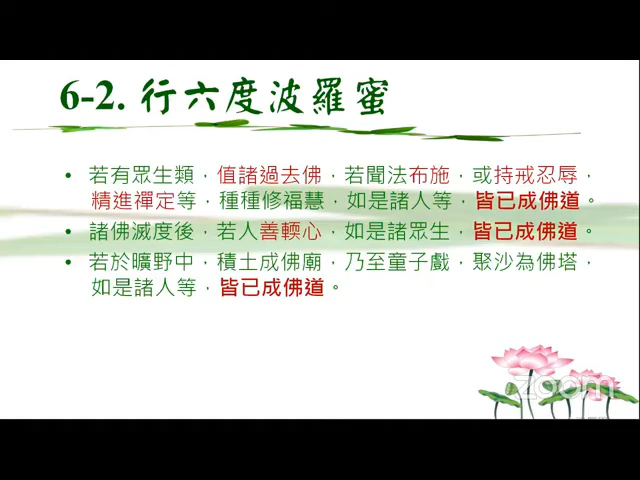 6-2. 行六度波羅蜜
• 若有眾生類，值諸過去佛，若聞法布施，或持戒忍辱，
精進禪定等，種種修福慧，如是諸人等，皆已成佛道。
• 諸佛滅度後，若人善輭心，如是諸眾生，皆已成佛道。
• 若於曠野中，積土成佛廟，乃至童子戲，聚沙為佛塔，
如是諸人等，皆已成佛道。
zoom